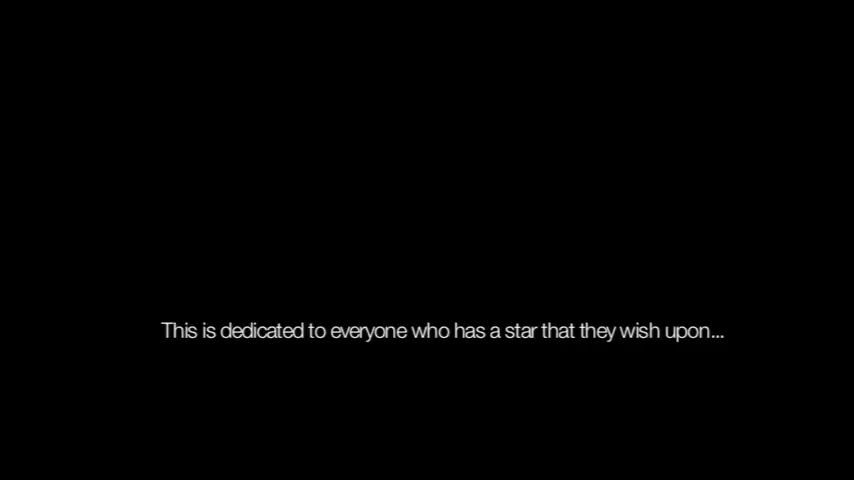 This is dedicated to everyone who has a star that they wish upon...